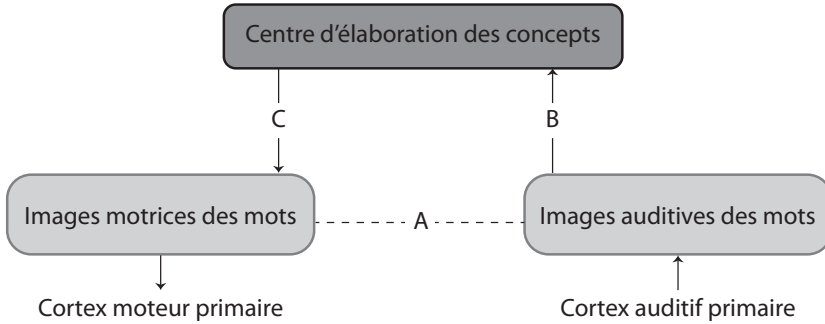 Centre d'élaboration des concepts
C
B
Images motrices des mots
A
Images auditives des mots
Cortex moteur primaire
Cortex auditif primaire